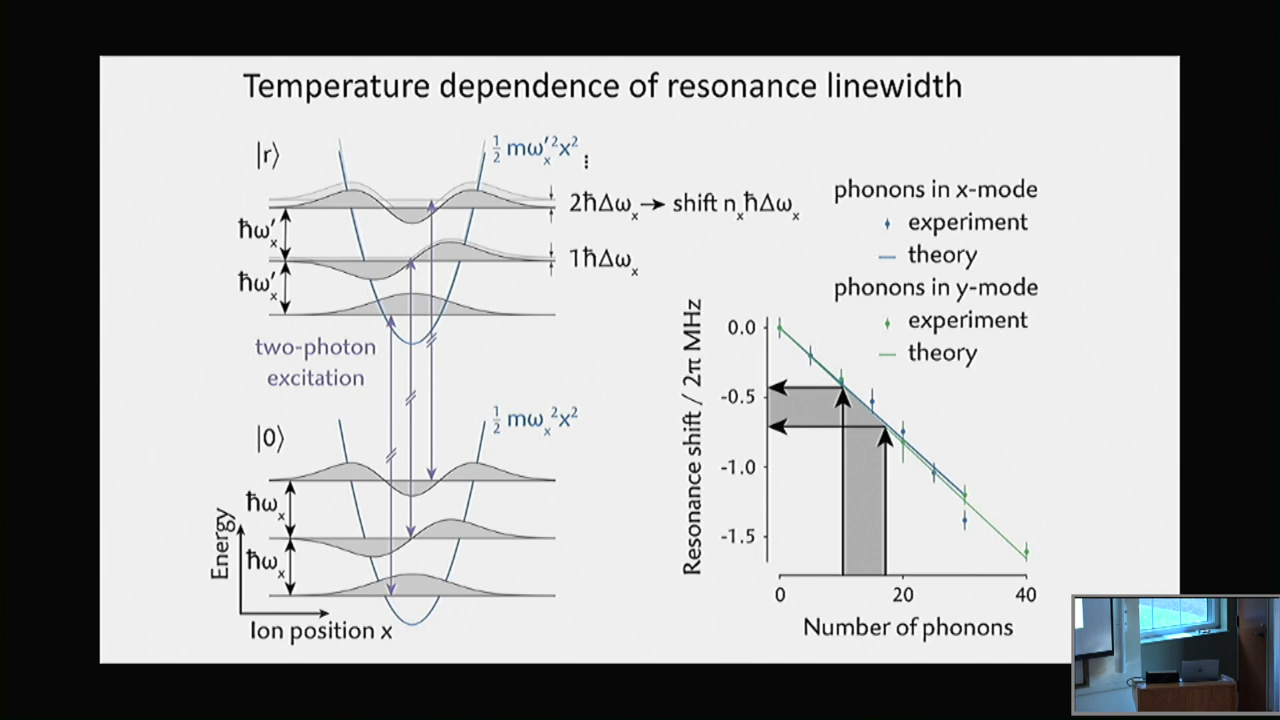 Temperature dependence of resonance linewidth
|r⟩
½ mω′ₓ²x²
⋮
ħω′ₓ
2ħΔωₓ→ shift nₓħΔωₓ
ħω′ₓ
1ħΔωₓ
two-photon
excitation
|0⟩
½ mωₓ²x²
ħωₓ
ħωₓ
Energy
Ion position x
phonons in x-mode
experiment
theory
phonons in y-mode
experiment
theory
Resonance shift / 2π MHz
0.0
-0.5
-1.0
-1.5
0 20 40
Number of phonons